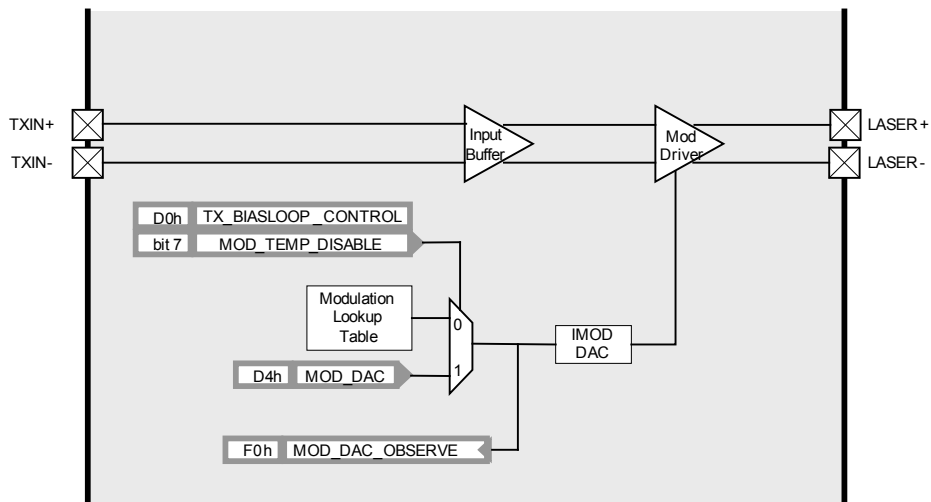 TXIN+
TXIN-
Input
Buffer
Mod
Driver
LASER+
LASER-
D0h TX_BIASLOOP_CONTROL
bit 7 MOD_TEMP_DISABLE
Modulation
Lookup
Table
0
1
IMOD
DAC
D4h MOD_DAC
F0h MOD_DAC_OBSERVE